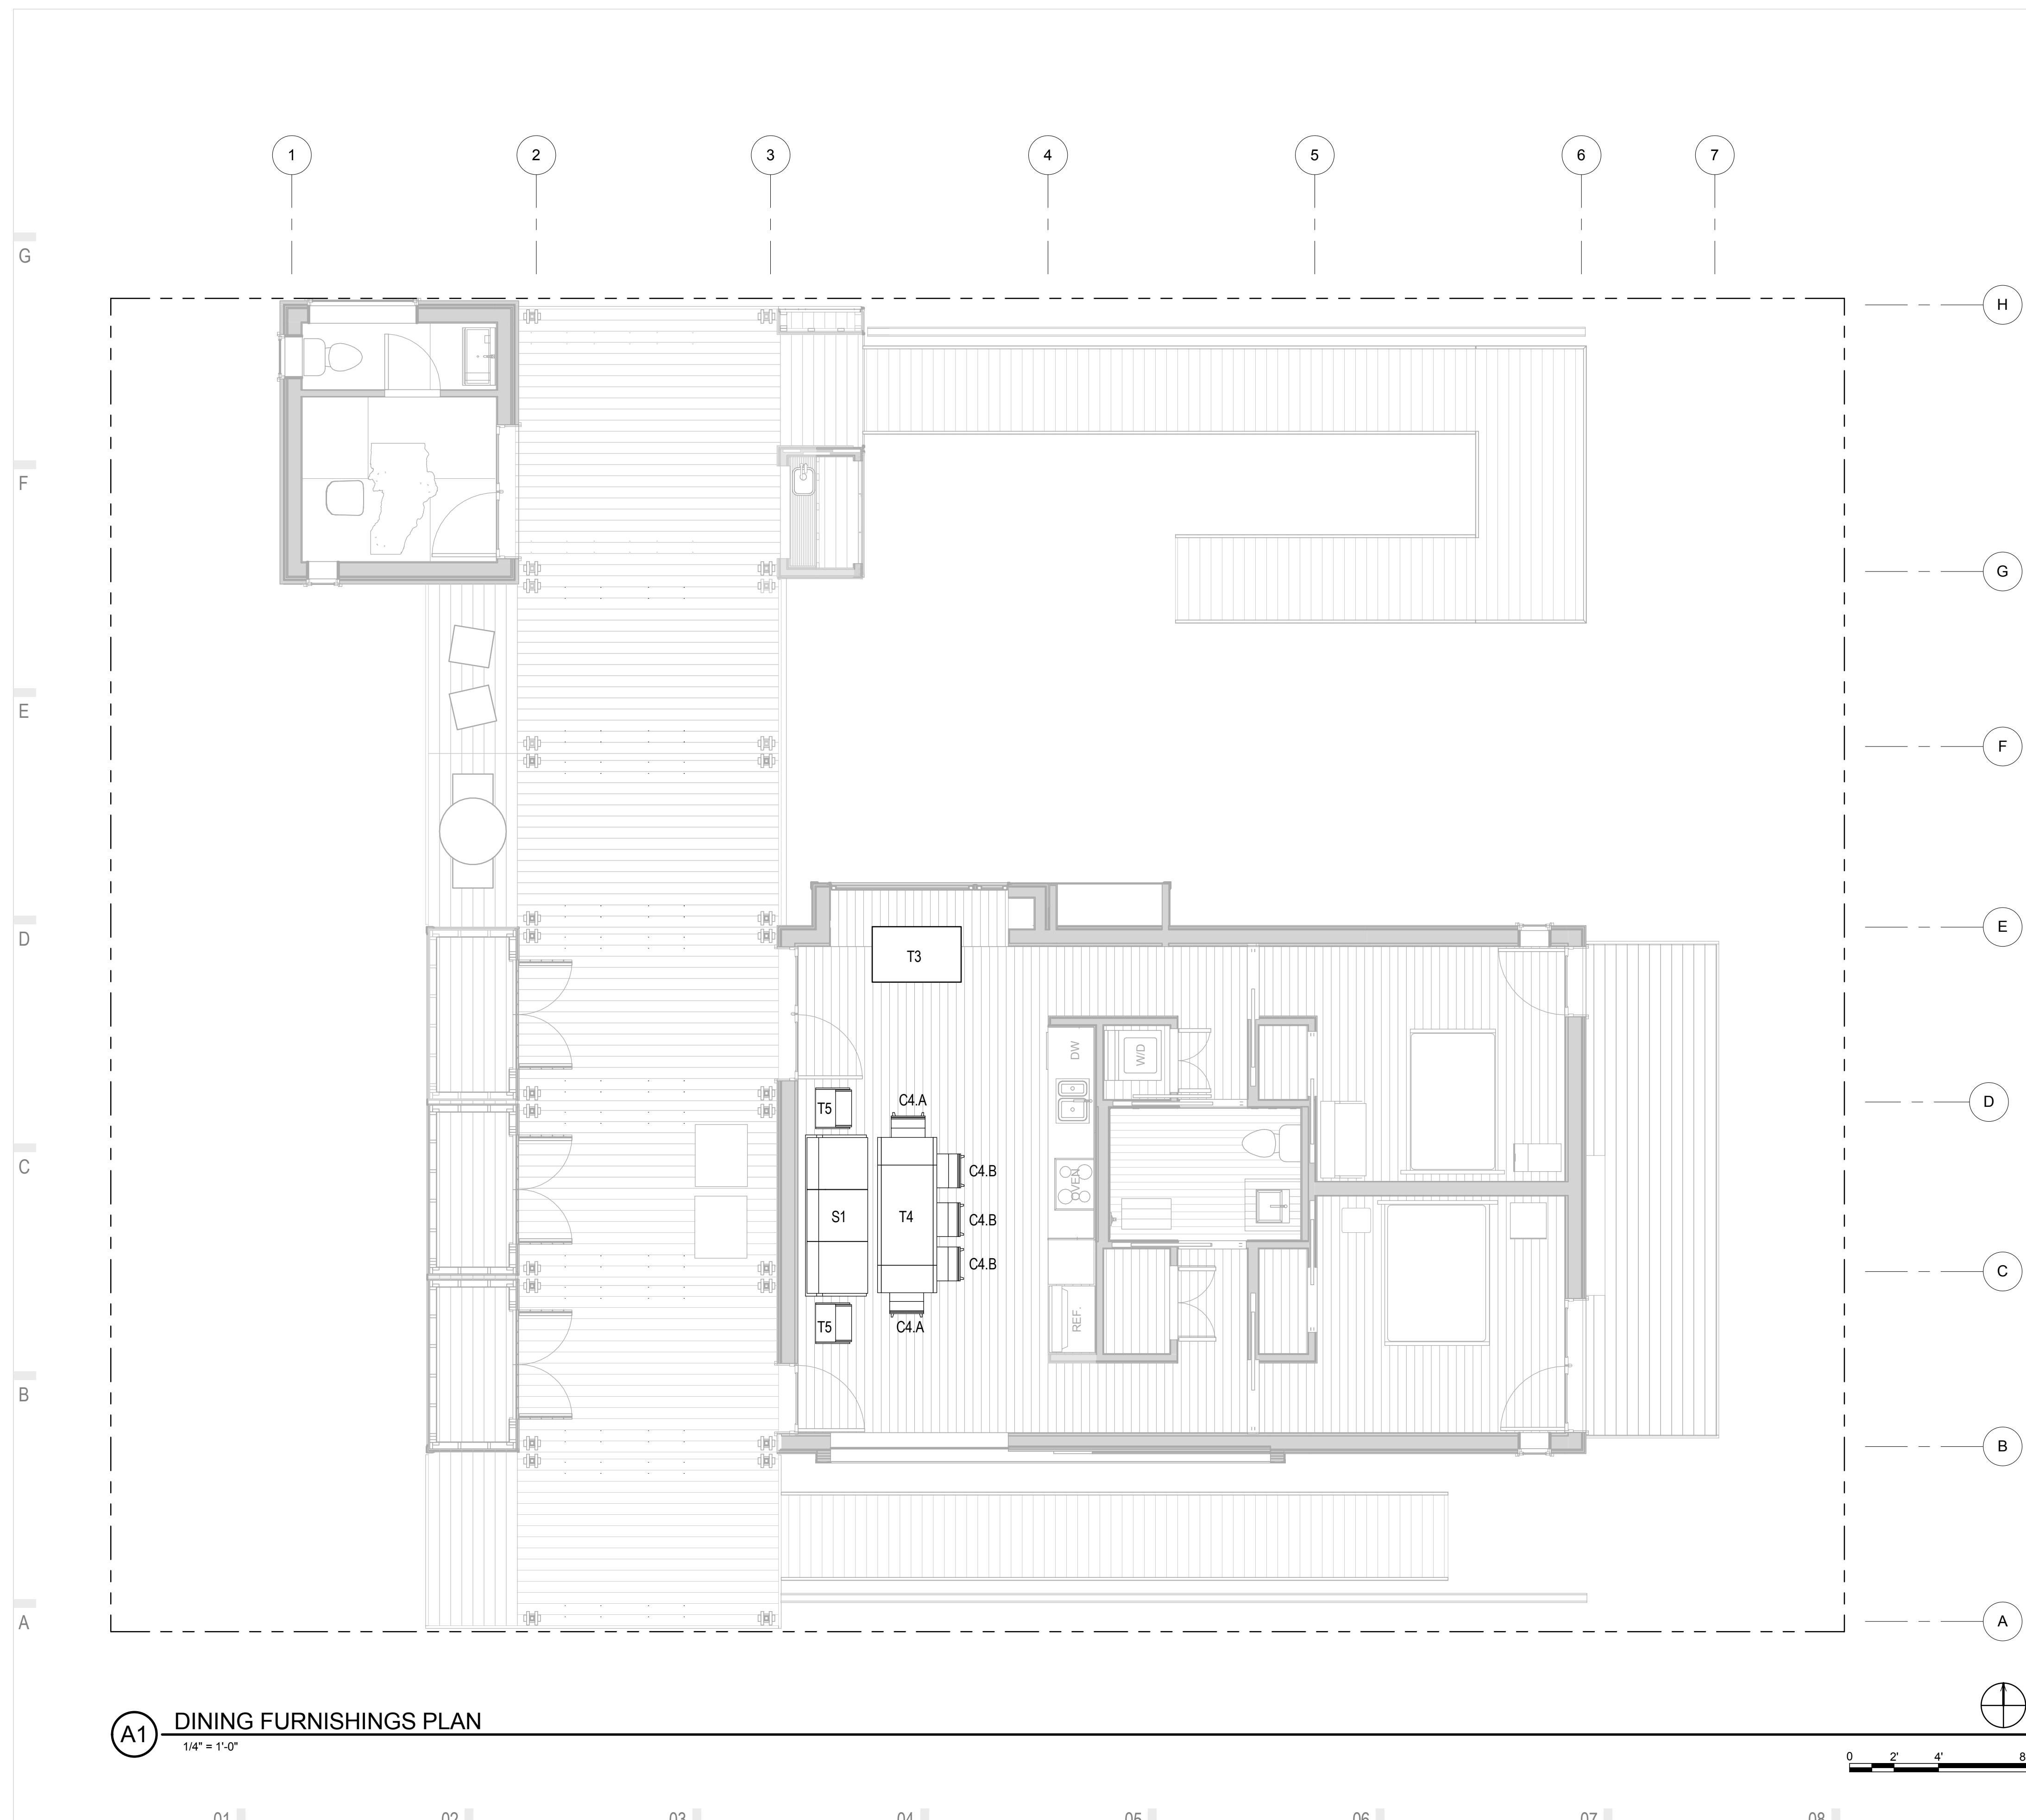 1 2 3 4 5 6 7
G
H
F
G
E
F
D
E
T3
DW
W/D
D
T5
C4.A
C
C4.B
OVEN
S1
T4
C4.B
C4.B
C
T5
C4.A
REF.
B
B
A
A
A1
DINING FURNISHINGS PLAN
1/4" = 1'-0"
0 2' 4' 8
01 02 03 04 05 06 07 08